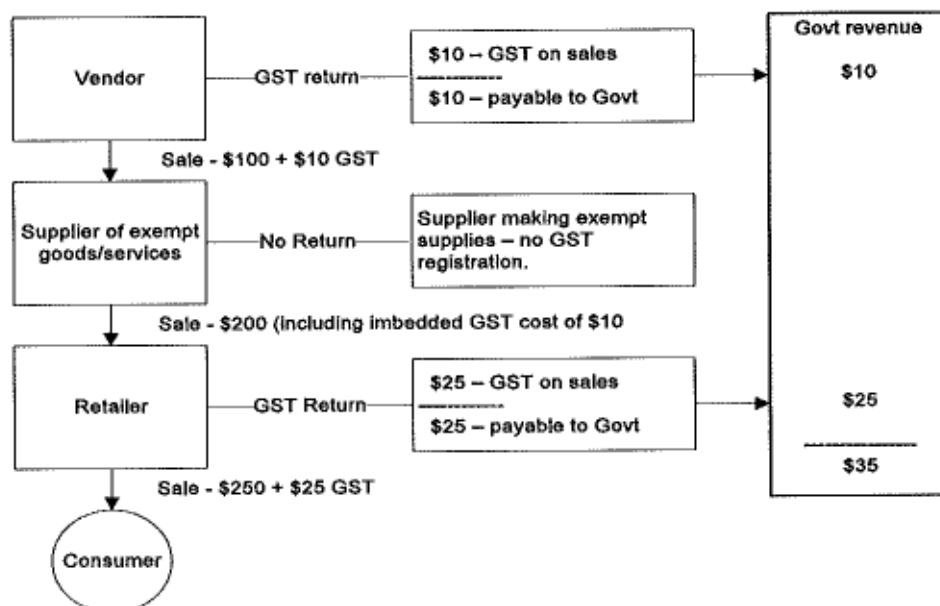 Govt revenue
Vendor
GST return
$10 – GST on sales
$10 – payable to Govt
$10
Sale - $100 + $10 GST
Supplier of exempt
goods/services
No Return
Supplier making exempt
supplies – no GST
registration.
Sale - $200 (including imbedded GST cost of $10
Retailer
GST Return
$25 – GST on sales
$25 – payable to Govt
$25
$35
Sale - $250 + $25 GST
Consumer